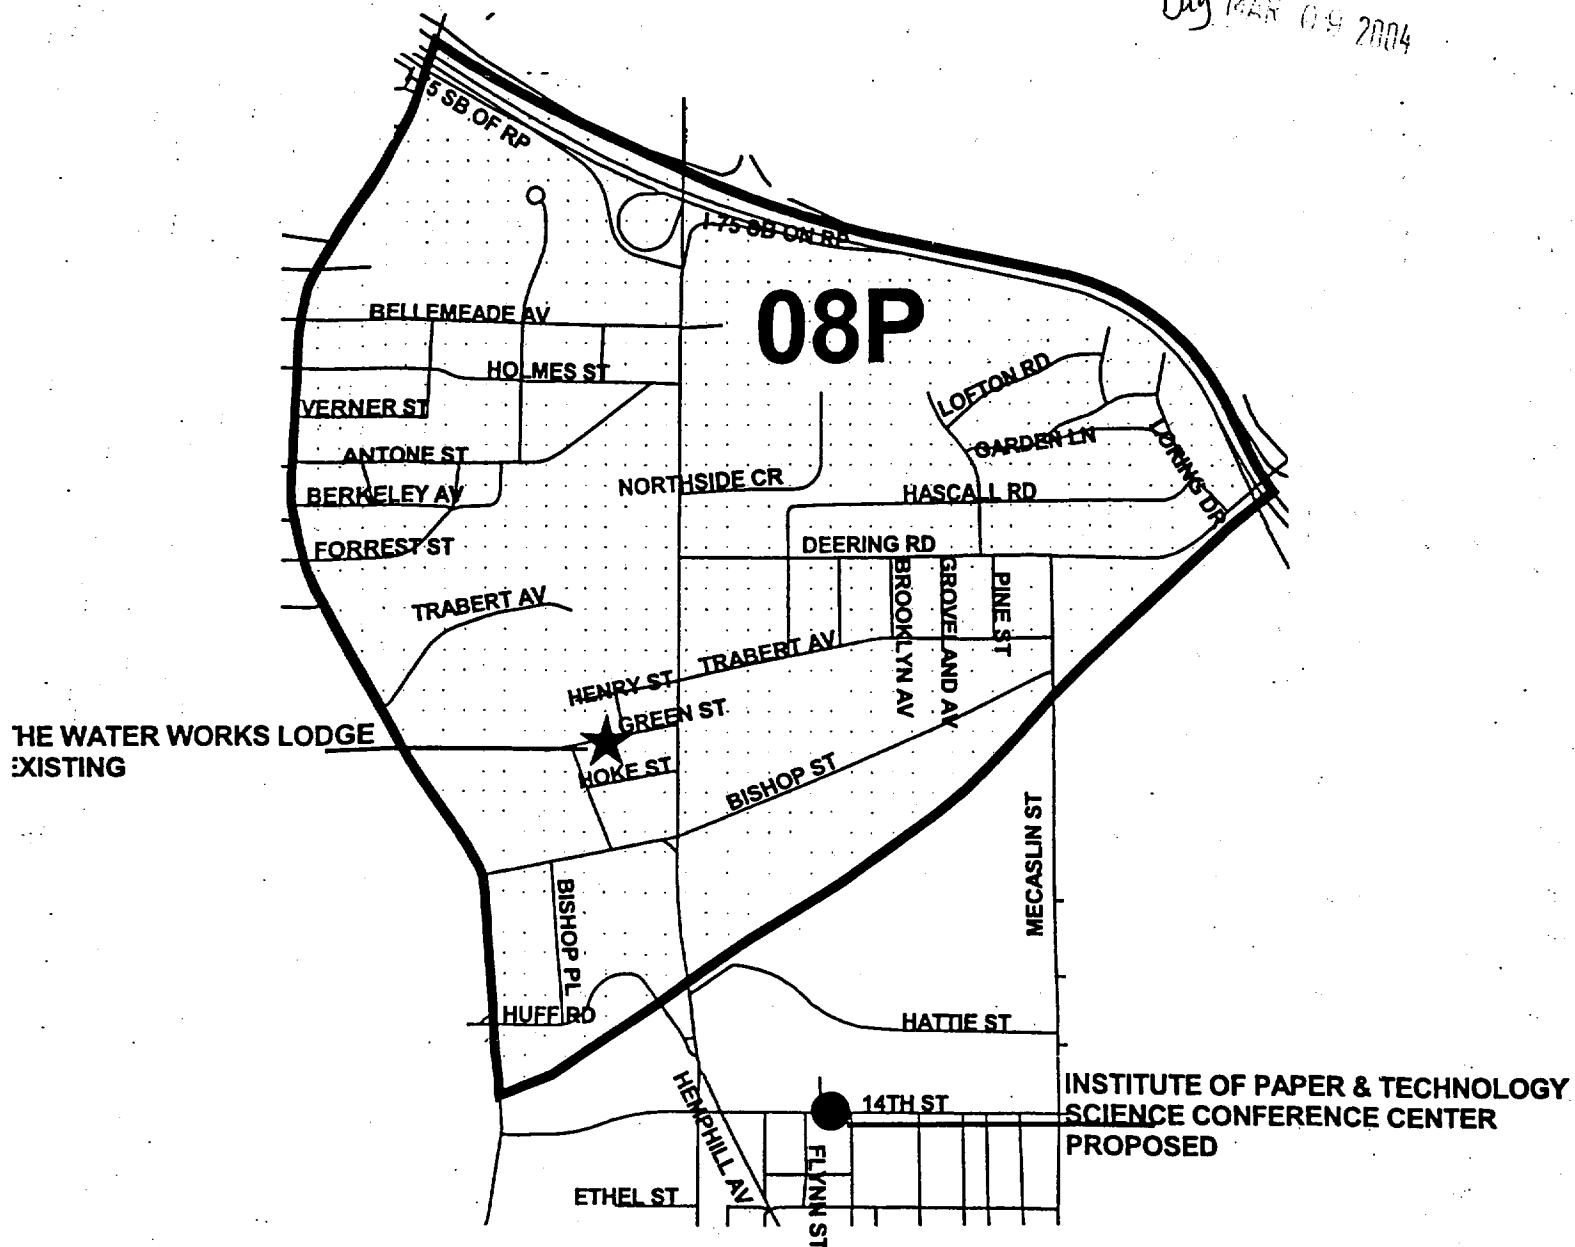 MAR 09 2004
5 SB OF RP
I-75 SB ON RP
08P
BELLEMEADE AV
HOLMES ST
LOFTON RD
VERNER ST
GARDEN LN
LORING DR
ANTONE ST
NORTHSIDE CR
HASCALL RD
BERKELEY AV
FORREST ST
DEERING RD
BROOKLYN AV
GROVELAND AV
PINE ST
TRABERT AV
TRABERT AV
HENRY ST
GREEN ST
HE WATER WORKS LODGE
XISTING
HOKE ST
BISHOP ST
MECASLIN ST
BISHOP PL
HUFF RD
HATTIE ST
HEMPHILL AV
14TH ST
INSTITUTE OF PAPER & TECHNOLOGY
SCIENCE CONFERENCE CENTER
PROPOSED
FLYNN ST
ETHEL ST